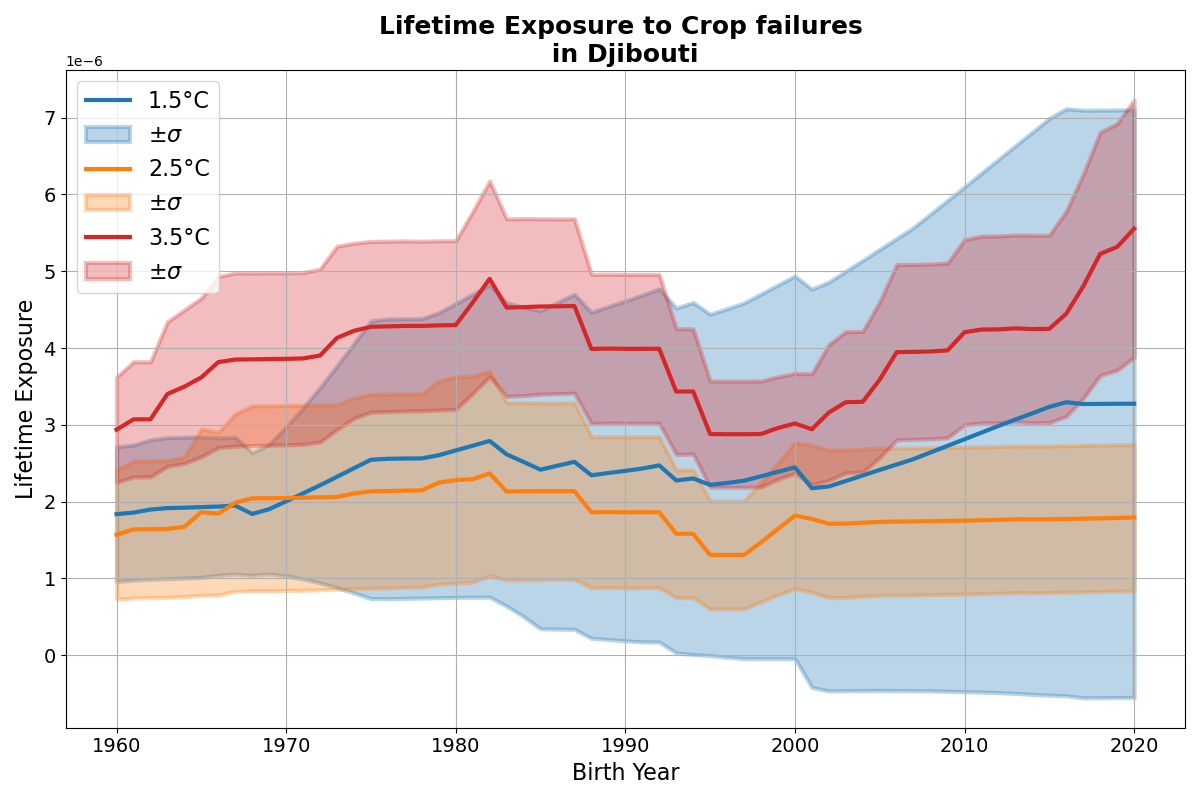 Lifetime Exposure to Crop failures
in Djibouti
1e−6
1.5°C
±σ
2.5°C
±σ
3.5°C
±σ
7
6
5
4
3
2
1
0
Lifetime Exposure
1960 1970 1980 1990 2000 2010 2020
Birth Year